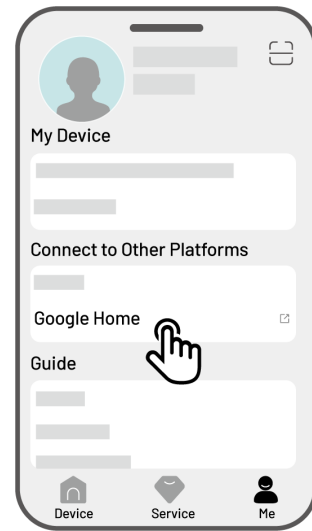 My Device
Connect to Other Platforms
Google Home
Guide
Device Service Me